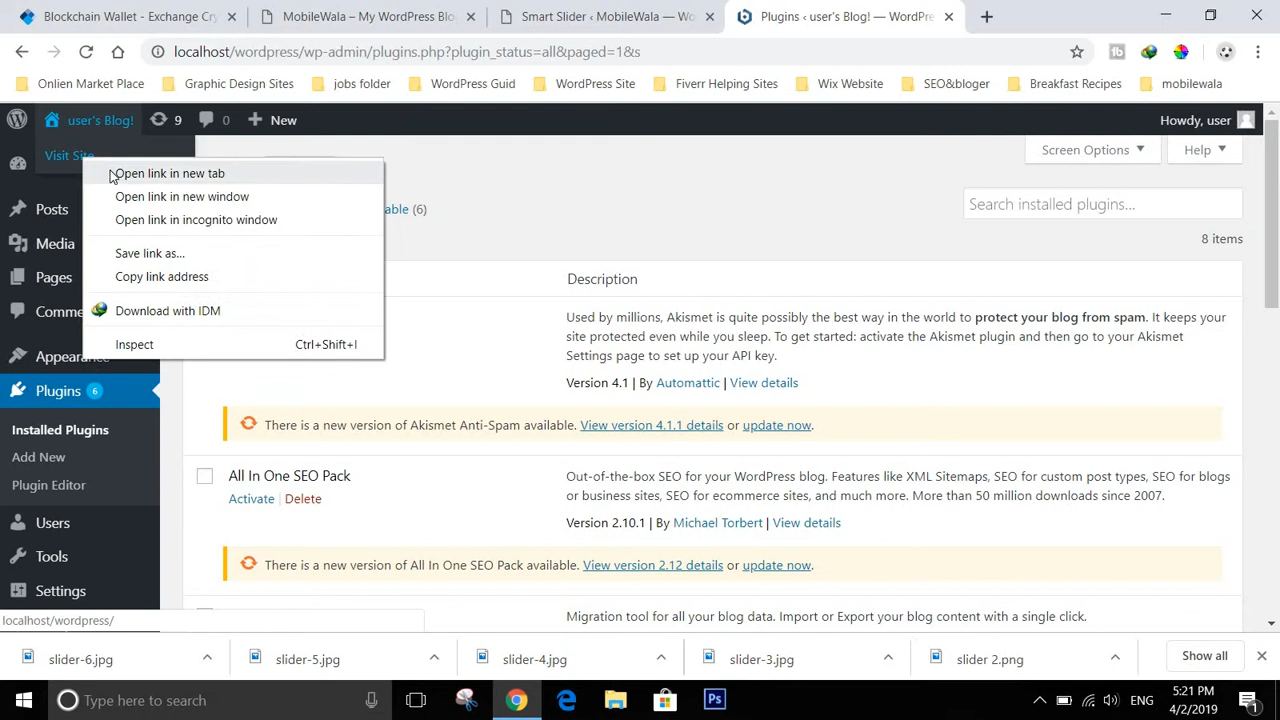 Blockchain Wallet - Exchange Cry
MobileWala – My WordPress Blo
Smart Slider ‹ MobileWala — Wo
Plugins ‹ user's Blog! — WordPre
localhost/wordpress/wp-admin/plugins.php?plugin_status=all&paged=1&s
Onlien Market Place
Graphic Design Sites
jobs folder
WordPress Guid
WordPress Site
Fiverr Helping Sites
Wix Website
SEO&bloger
Breakfast Recipes
mobilewala
user's Blog!
9
0
New
Howdy, user
Visit Site
Screen Options
Help
Open link in new tab
Open link in new window
Open link in incognito window
Save link as...
Copy link address
Download with IDM
Inspect Ctrl+Shift+I
Posts
Media
Pages
Comme
Appearance
Plugins 6
Installed Plugins
Add New
Plugin Editor
Users
Tools
Settings
able (6)
Search installed plugins...
8 items
Description
Used by millions, Akismet is quite possibly the best way in the world to protect your blog from spam. It keeps your
site protected even while you sleep. To get started: activate the Akismet plugin and then go to your Akismet
Settings page to set up your API key.
Version 4.1 | By Automattic | View details
There is a new version of Akismet Anti-Spam available. View version 4.1.1 details or update now.
All In One SEO Pack
Activate | Delete
Out-of-the-box SEO for your WordPress blog. Features like XML Sitemaps, SEO for custom post types, SEO for blogs
or business sites, SEO for ecommerce sites, and much more. More than 50 million downloads since 2007.
Version 2.10.1 | By Michael Torbert | View details
There is a new version of All In One SEO Pack available. View version 2.12 details or update now.
Migration tool for all your blog data. Import or Export your blog content with a single click.
localhost/wordpress/
slider-6.jpg
slider-5.jpg
slider-4.jpg
slider-3.jpg
slider 2.png
Show all
Type here to search
ENG
5:21 PM
4/2/2019
1